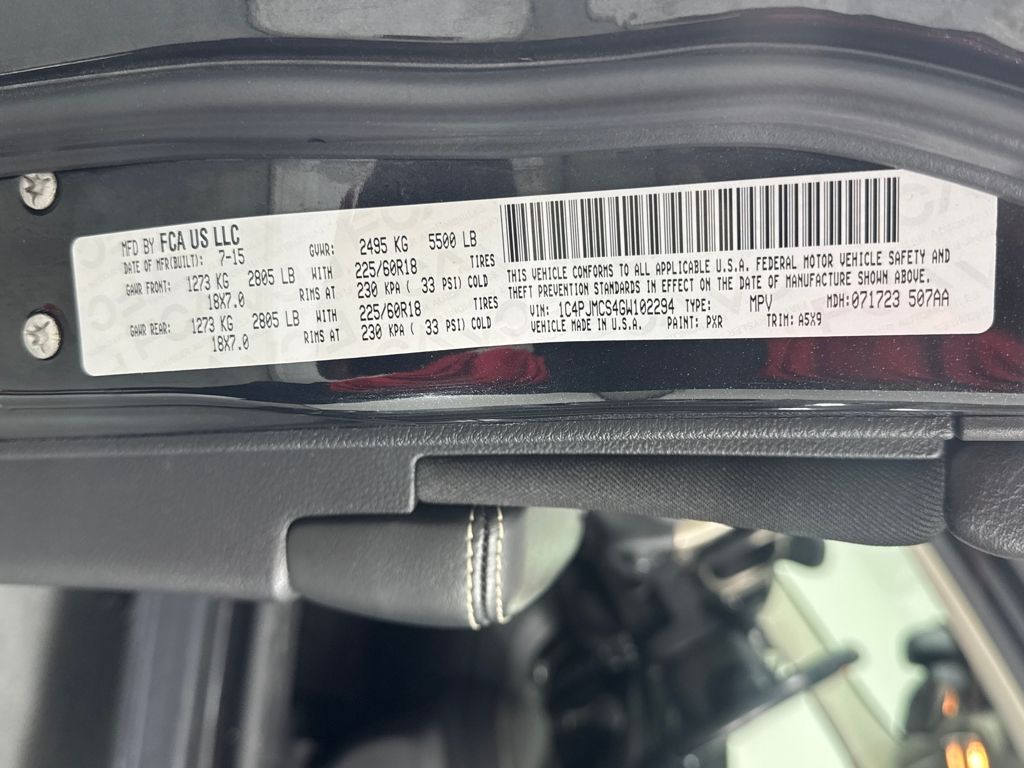 MFD BY FCA US LLC
DATE OF MFR(BUILT): 7-15
GVWR: 2495 KG 5500 LB
GAWR FRONT: 1273 KG 2805 LB WITH 225/60R18 TIRES
18X7.0 RIMS AT 230 KPA ( 33 PSI) COLD
GAWR REAR: 1273 KG 2805 LB WITH 225/60R18 TIRES
18X7.0 RIMS AT 230 KPA ( 33 PSI) COLD
THIS VEHICLE CONFORMS TO ALL APPLICABLE U.S.A. FEDERAL MOTOR VEHICLE SAFETY AND
THEFT PREVENTION STANDARDS IN EFFECT ON THE DATE OF MANUFACTURE SHOWN ABOVE.
VIN: 1C4PJMCS4GW102294 TYPE: MPV MDH:071723 507AA
VEHICLE MADE IN U.S.A. PAINT: PXR TRIM: A5X9